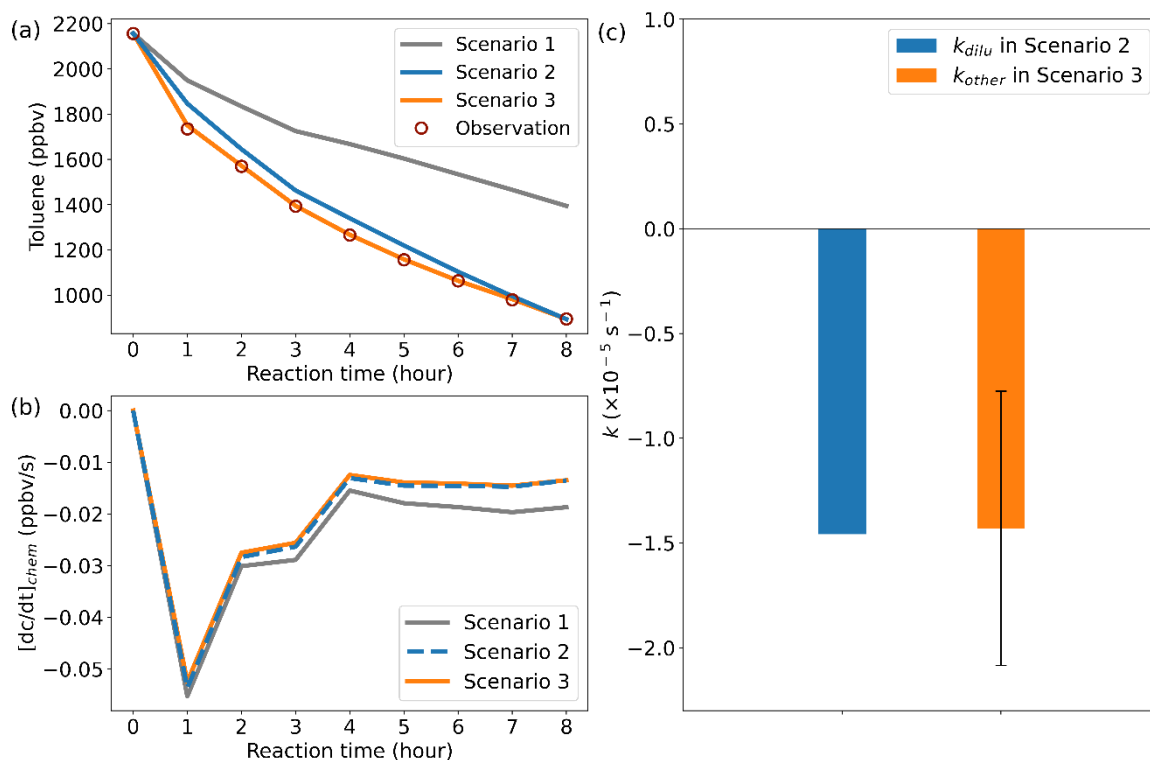 (a)
2200
2000
1800
1600
1400
1200
1000
Toluene (ppbv)
Scenario 1
Scenario 2
Scenario 3
Observation
0 1 2 3 4 5 6 7 8
Reaction time (hour)
(b)
0.00
−0.01
−0.02
−0.03
−0.04
−0.05
[dc/dt]chem (ppbv/s)
Scenario 1
Scenario 2
Scenario 3
0 1 2 3 4 5 6 7 8
Reaction time (hour)
(c)
1.0
0.5
0.0
−0.5
−1.0
−1.5
−2.0
k (×10⁻⁵ s⁻¹)
kdilu in Scenario 2
kother in Scenario 3